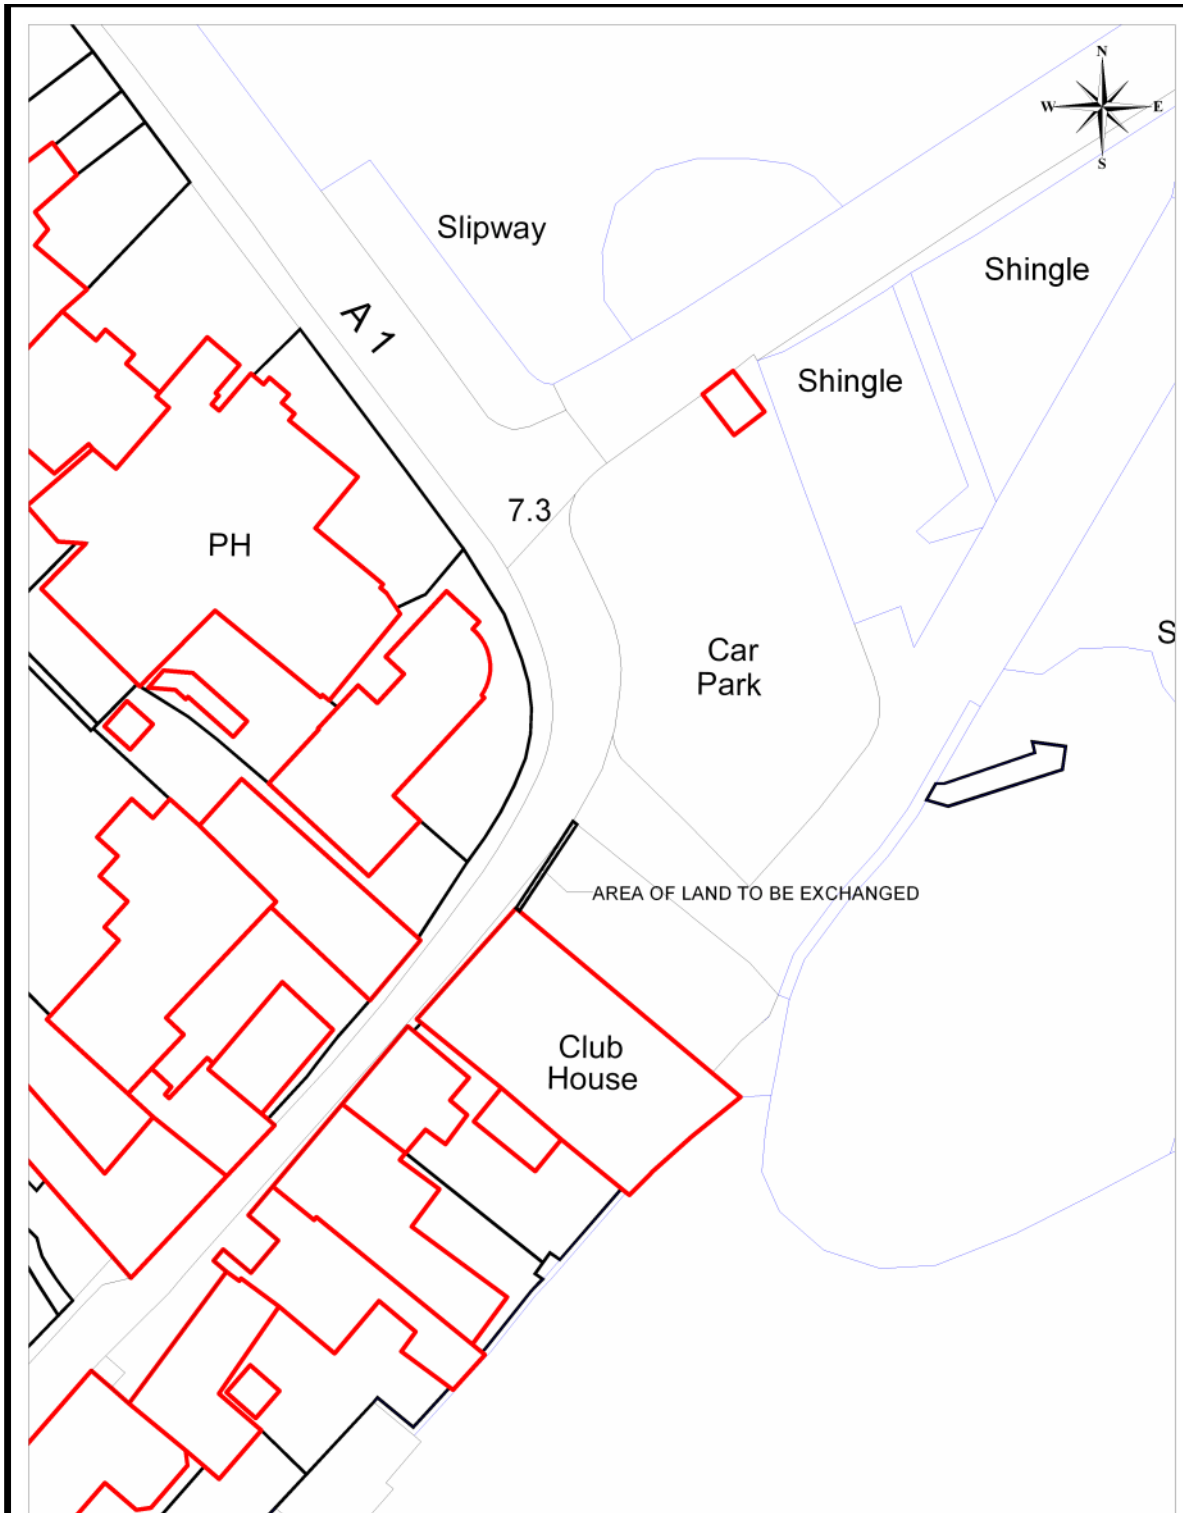 N
W E
S
Slipway
Shingle
A 1
Shingle
7.3
PH
S
Car
Park
AREA OF LAND TO BE EXCHANGED
Club
House